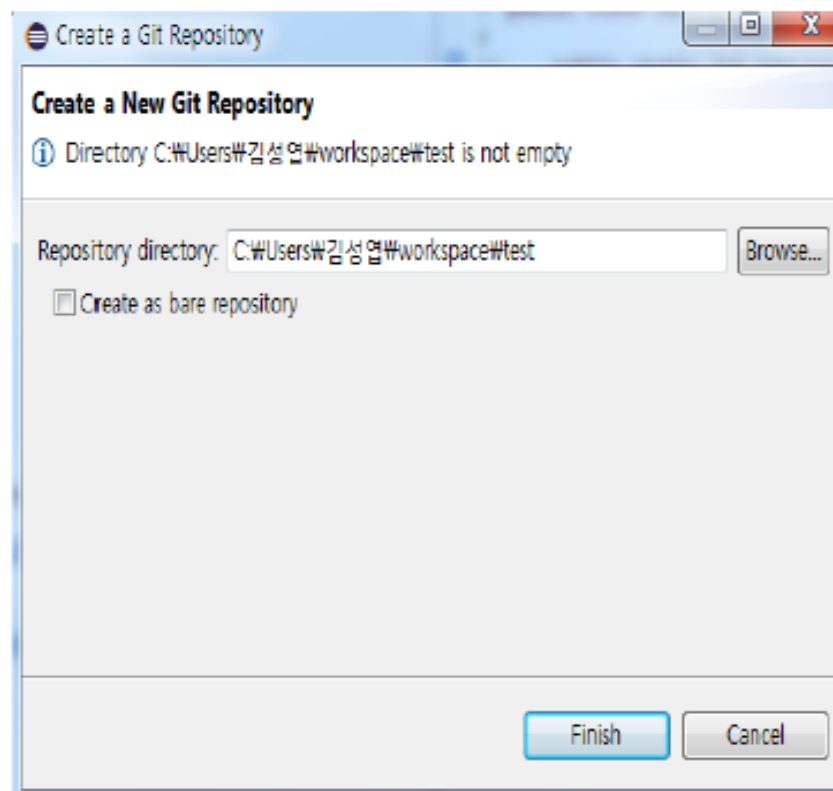 Create a Git Repository
Create a New Git Repository
Directory C:₩Users₩김성엽₩workspace₩test is not empty
Repository directory: C:₩Users₩김성엽₩workspace₩test Browse...
Create as bare repository
Finish Cancel